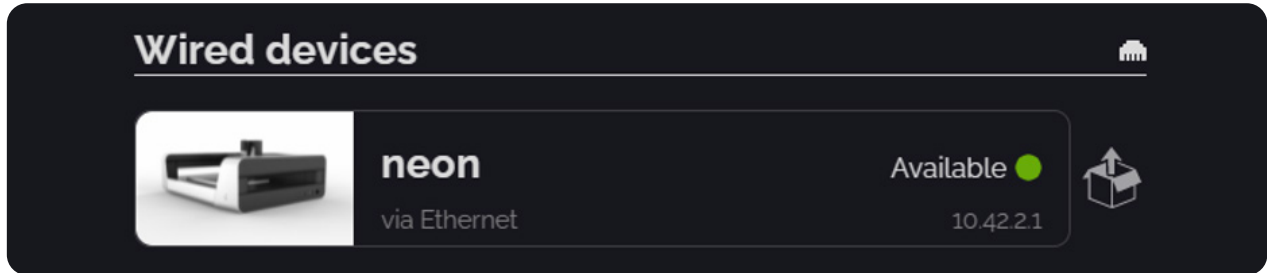 Wired devices
neon
Available
via Ethernet
10.42.2.1